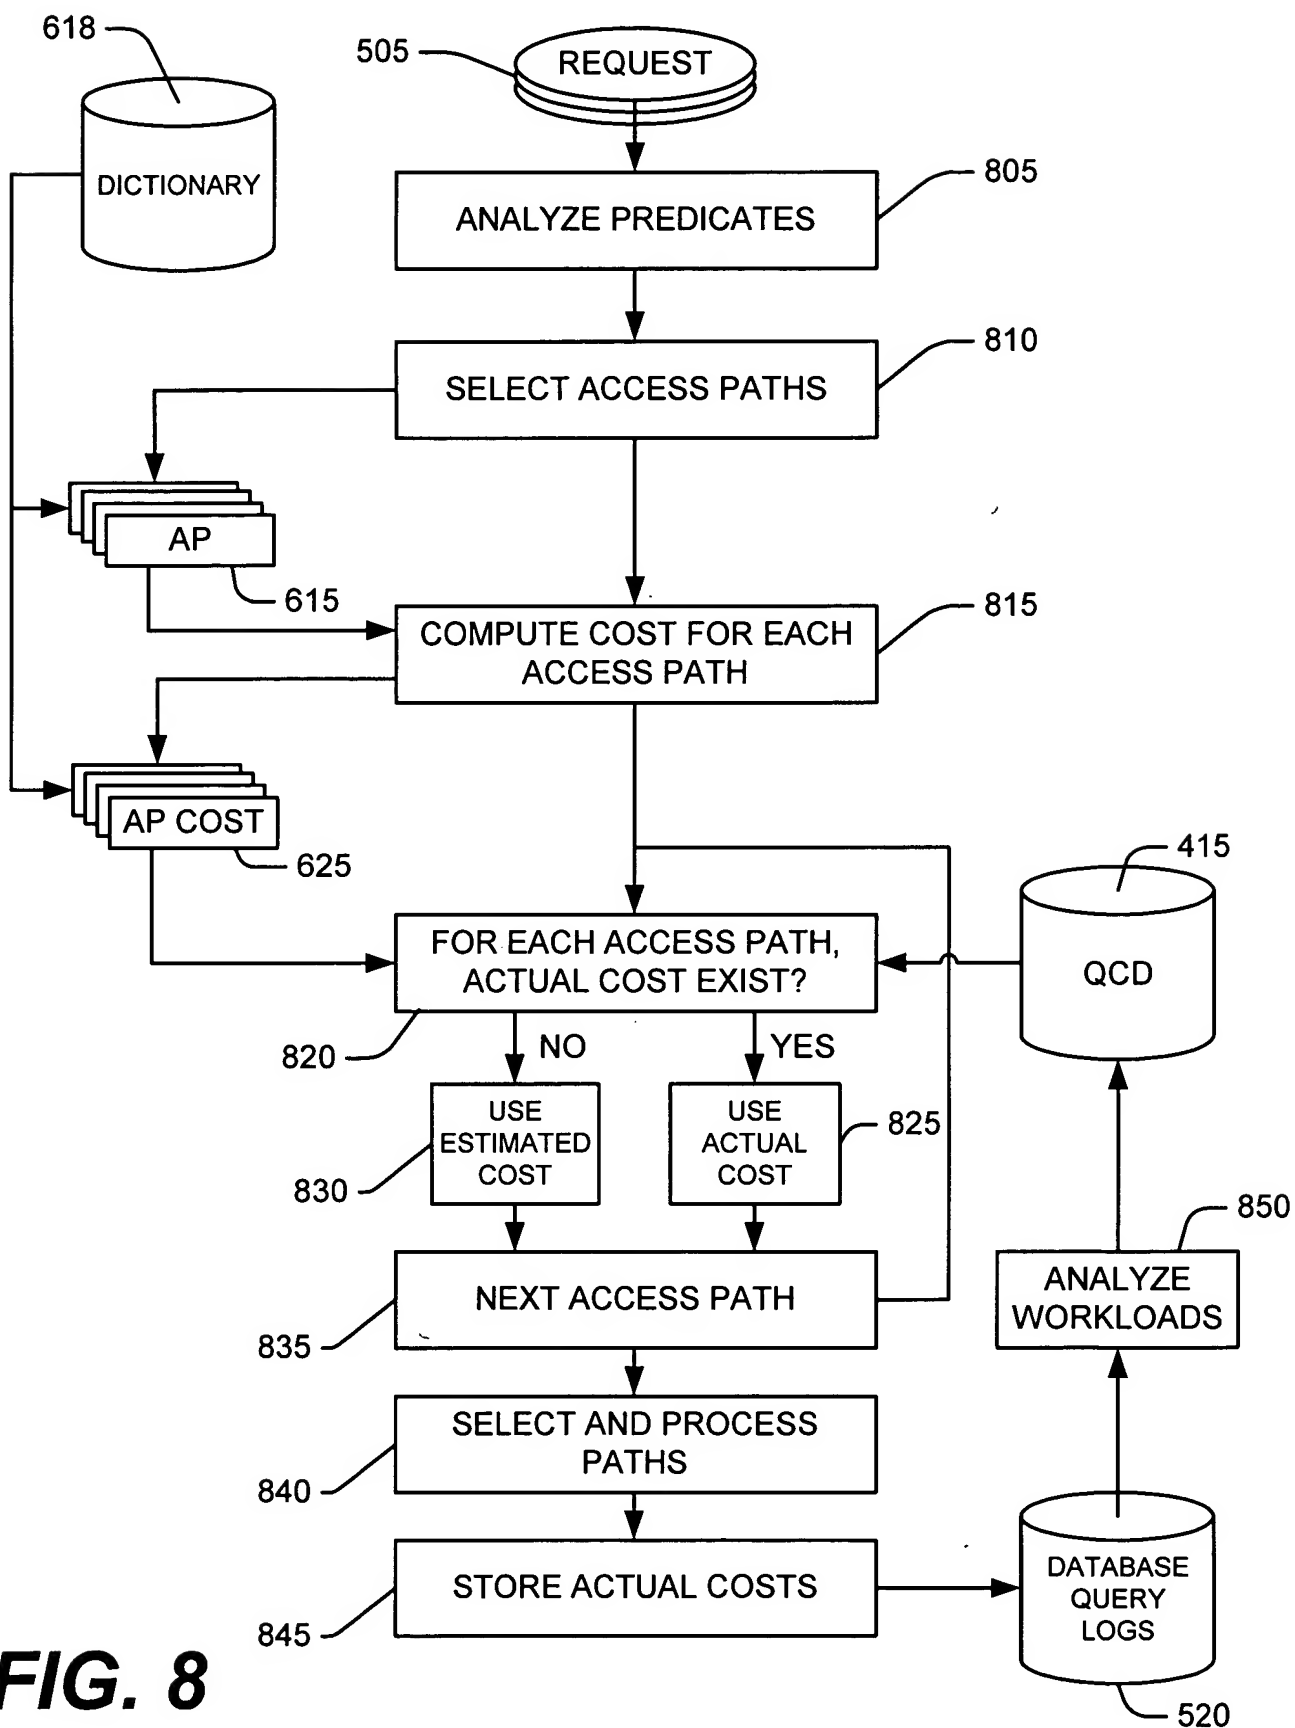 618
505
REQUEST
DICTIONARY
805
ANALYZE PREDICATES
810
SELECT ACCESS PATHS
AP
615
815
COMPUTE COST FOR EACH
ACCESS PATH
AP COST
625
415
QCD
FOR EACH ACCESS PATH,
ACTUAL COST EXIST?
820
NO
YES
USE
ESTIMATED
COST
830
USE
ACTUAL
COST
825
850
ANALYZE
WORKLOADS
NEXT ACCESS PATH
835
SELECT AND PROCESS
PATHS
840
STORE ACTUAL COSTS
845
DATABASE
QUERY
LOGS
520
FIG. 8